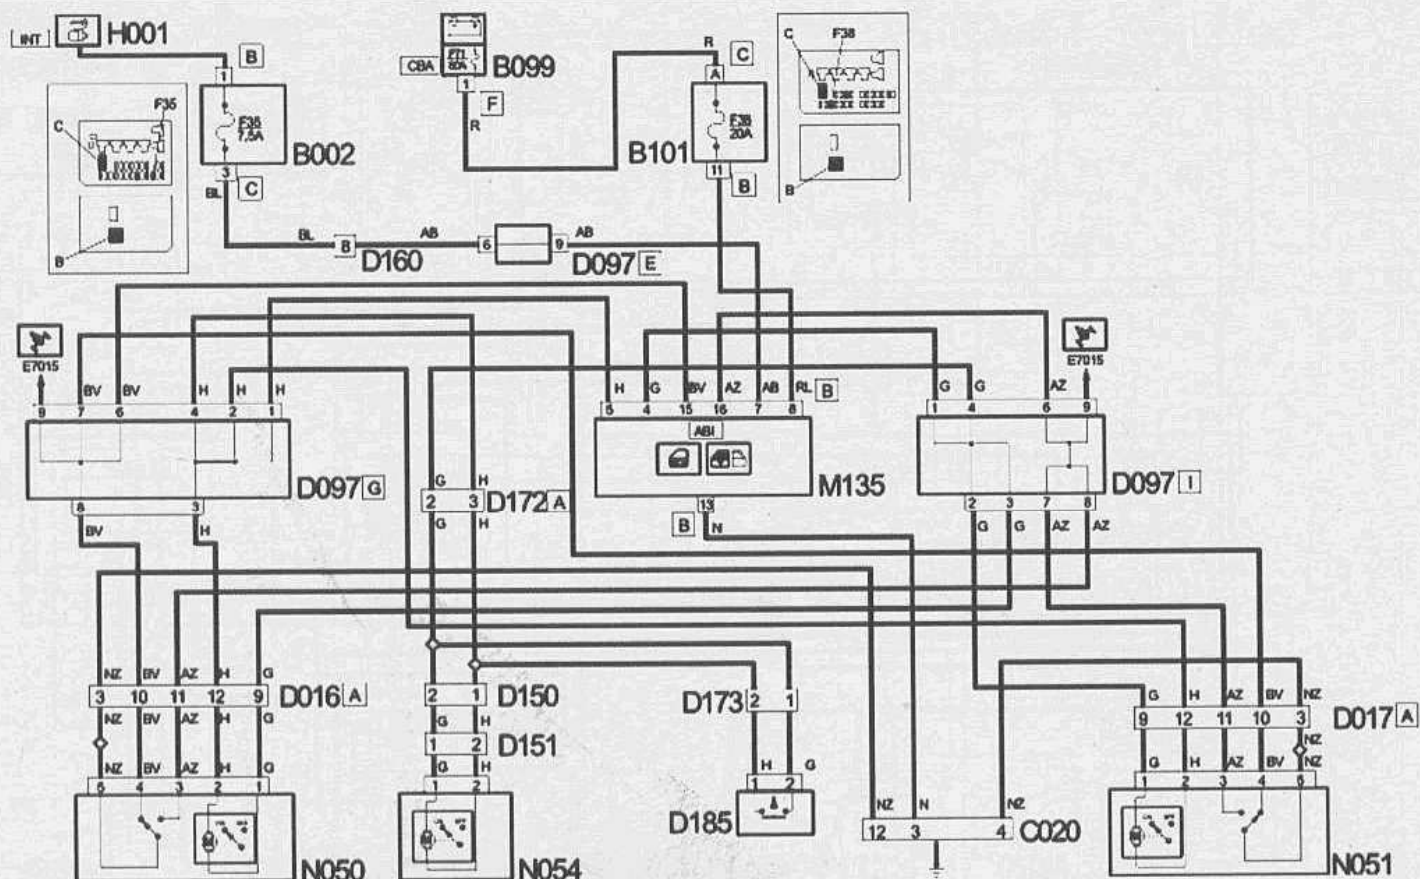 INT H001 CBA FTL 80A B099
B 1 1 F R R C A
F35 C B
F35 7,5A B002
3 C BL
F38 20A B101
11 B
C F38 B
BL 8 AB 6 9 AB
D160 D097 E
E7015 E7015
BV BV H H H
9 7 6 4 2 1
H G BV AZ AB RL B
5 4 15 16 7 8
G G AZ
1 4 6 9
ABI
D097 G
M135
D097 I
8 3
BV H
G H
2 3 D172 A
G H
13
B N
2 3 7 8
G G AZ AZ
NZ BV AZ H G
3 10 11 12 9 D016 A
NZ BV AZ H G
NZ BV AZ H G
5 4 3 2 1
N050
2 1 D150
G H
1 2 D151
G H
1 2
N054
D173 2 1
H G
1 2
D185
NZ N NZ
12 3 4 C020
G H AZ BV NZ
9 12 11 10 3 D017 A
NZ
G H AZ BV NZ
1 2 3 4 5
N051